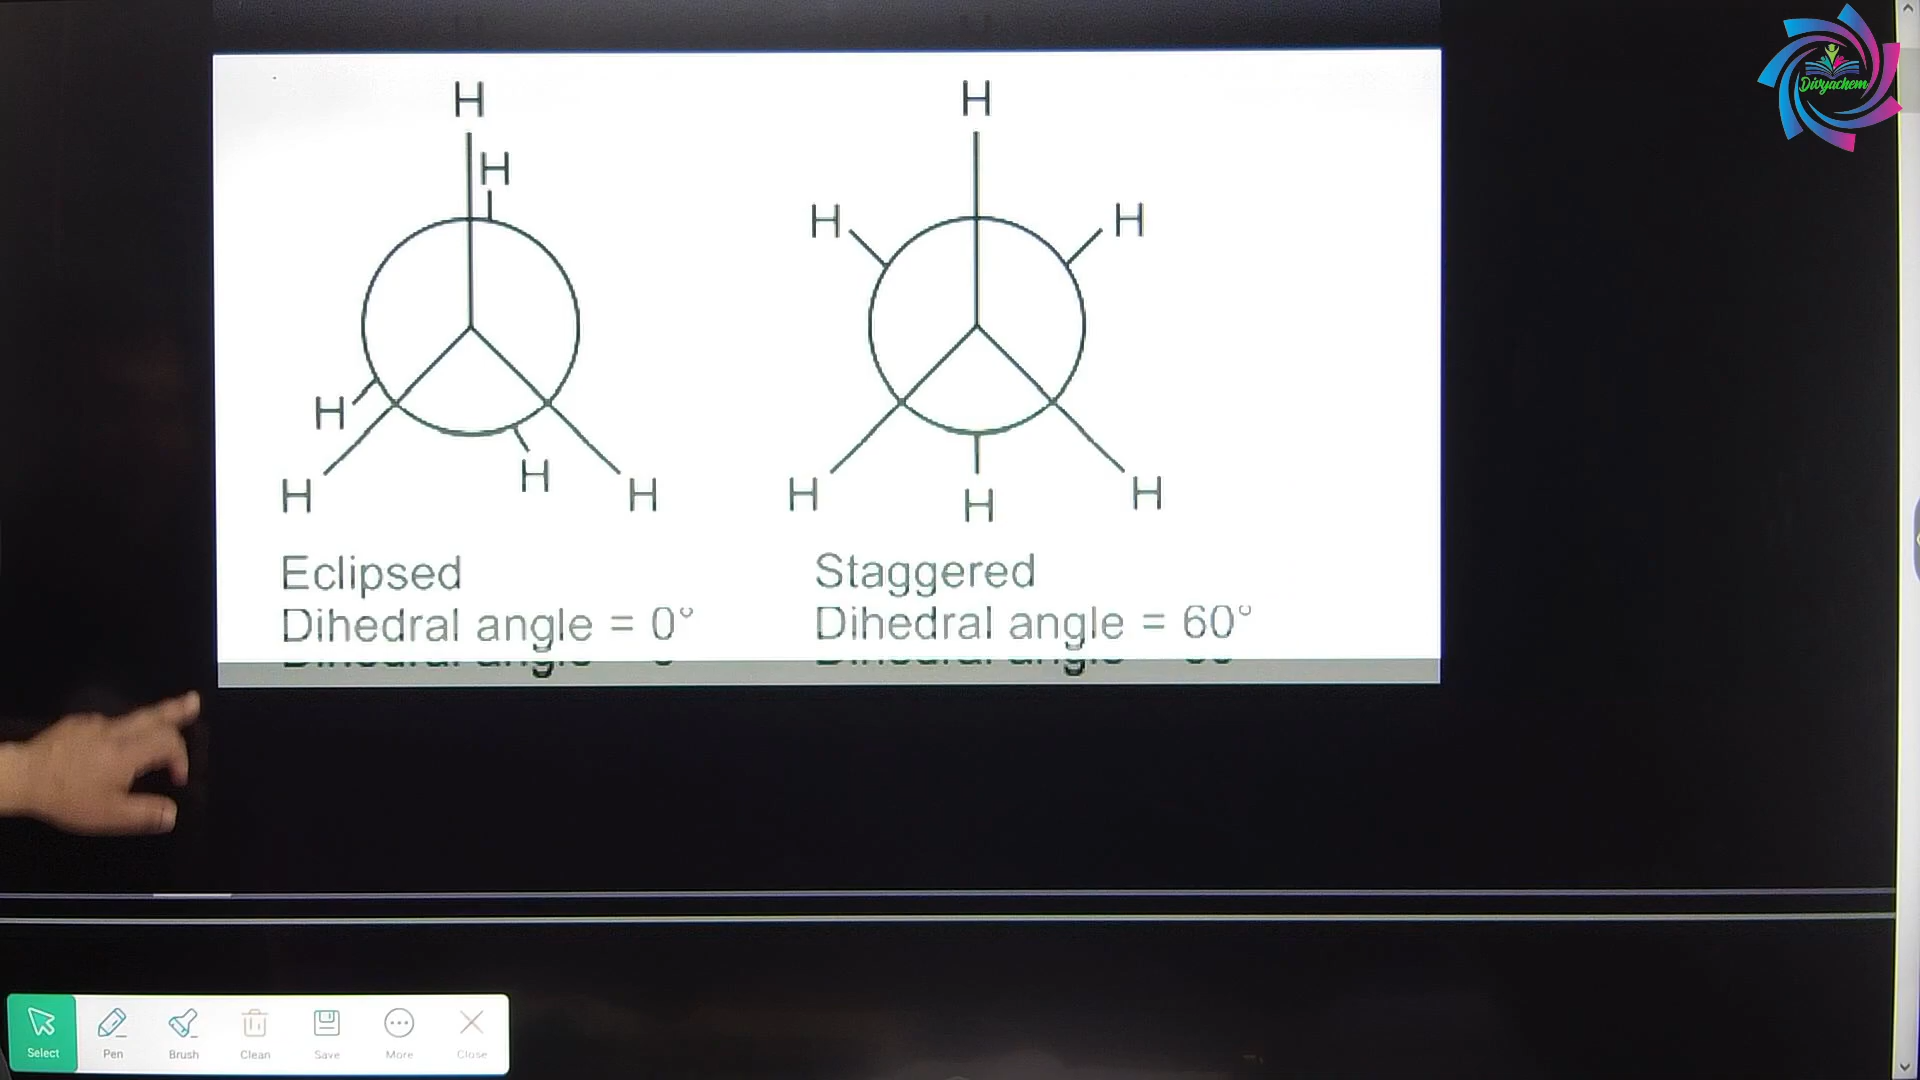 H H
H
H H
H
H
H H H H
H
Eclipsed Staggered
Dihedral angle = 0° Dihedral angle = 60°
Select Pen Brush Clean Save More Close
Divyachem